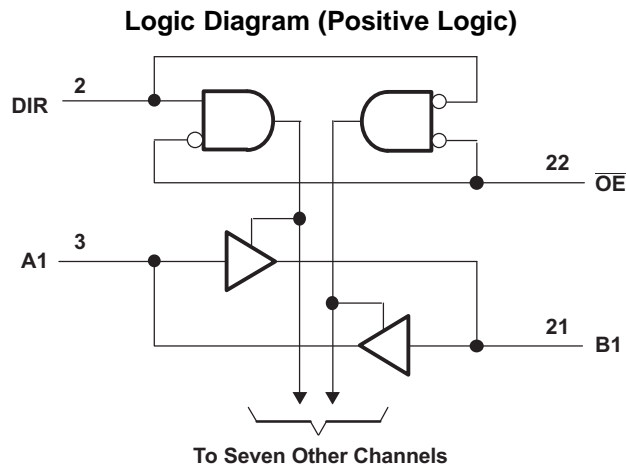 Logic Diagram (Positive Logic)
2
DIR
22
OE
3
A1
21
B1
To Seven Other Channels